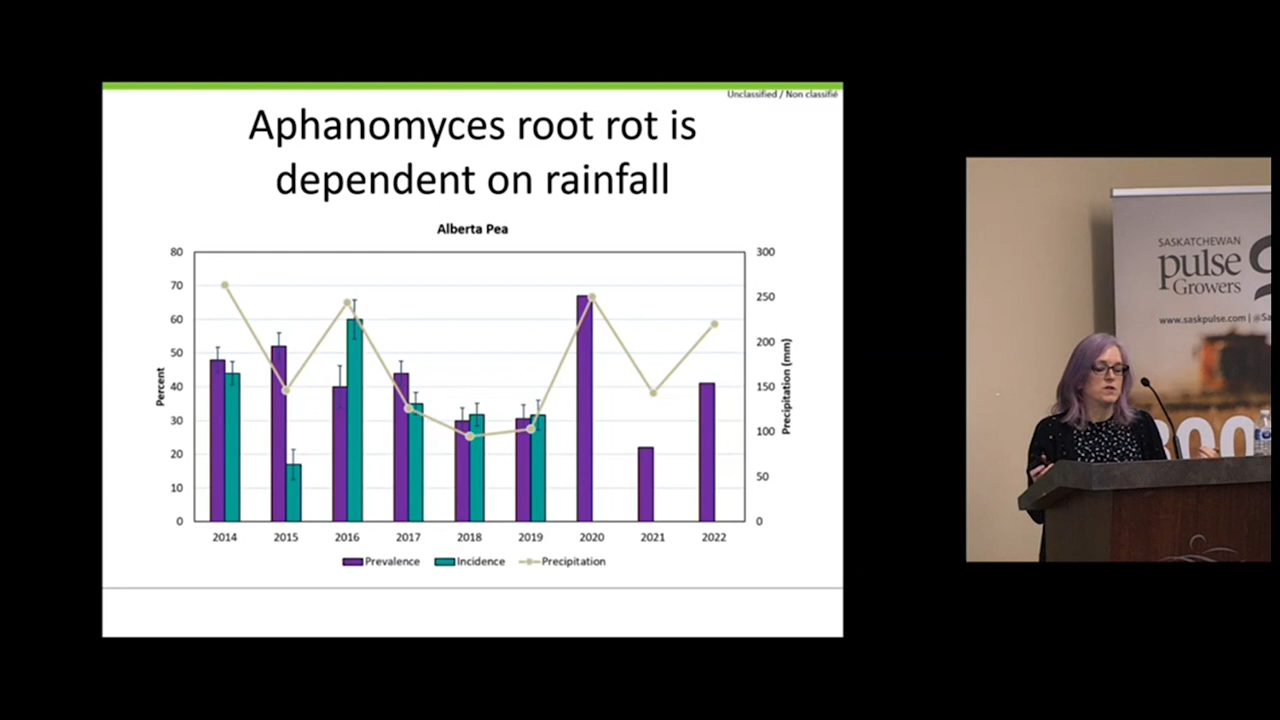 Unclassified / Non classifié
Aphanomyces root rot is
dependent on rainfall
Alberta Pea
80
70
60
50
40
30
20
10
0
Percent
300
250
200
150
100
50
0
Precipitation (mm)
2014 2015 2016 2017 2018 2019 2020 2021 2022
Prevalence Incidence Precipitation
SASKATCHEWAN
pulse
Growers
www.saskpulse.com | @Sa